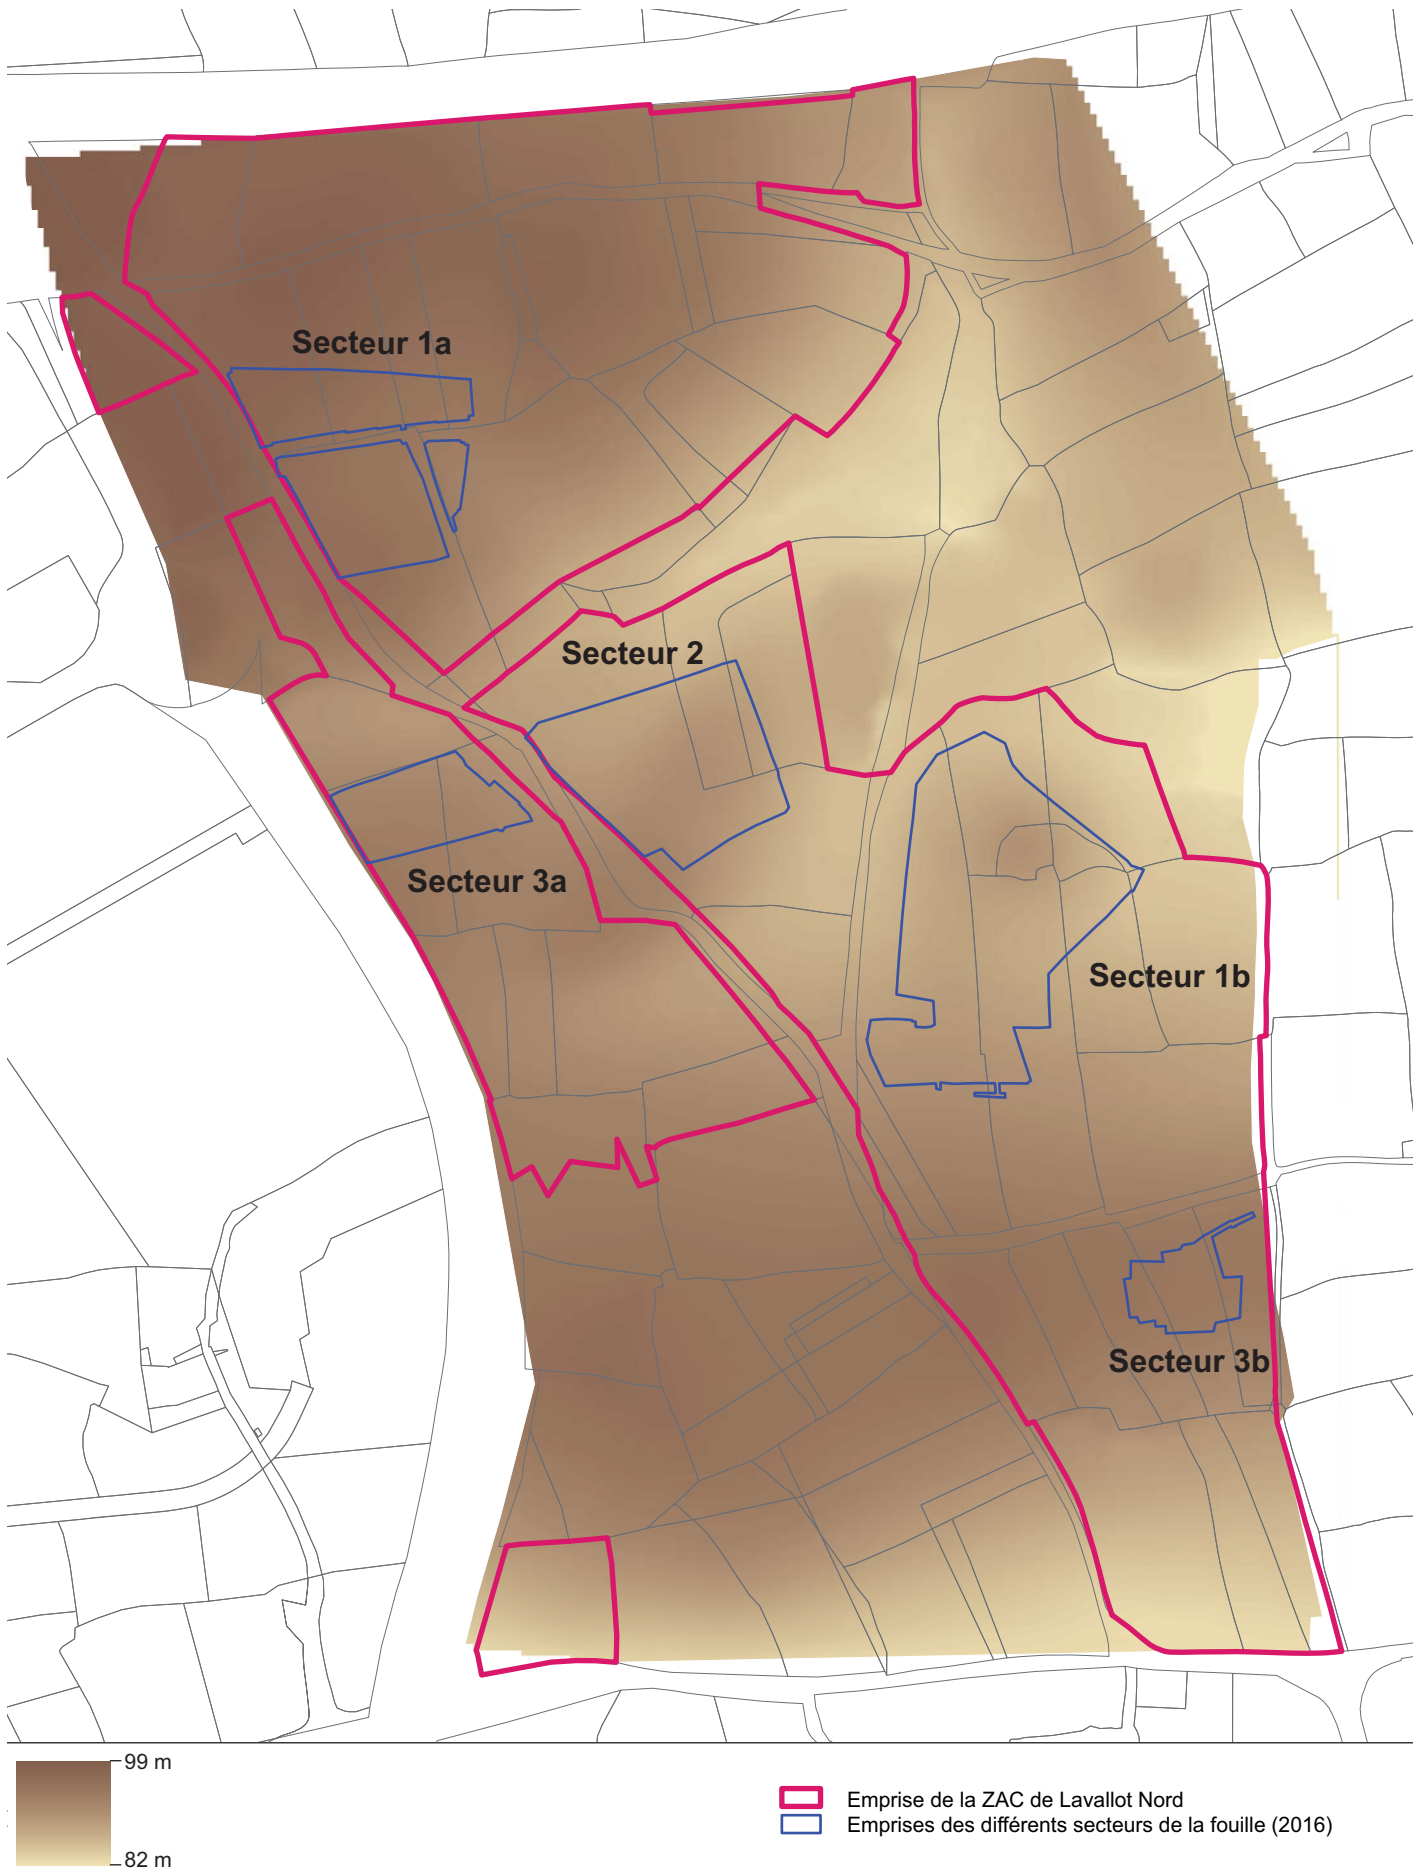 Secteur 1a
Secteur 2
Secteur 3a
Secteur 1b
Secteur 3b
99 m
82 m
Emprise de la ZAC de Lavallot Nord
Emprises des différents secteurs de la fouille (2016)